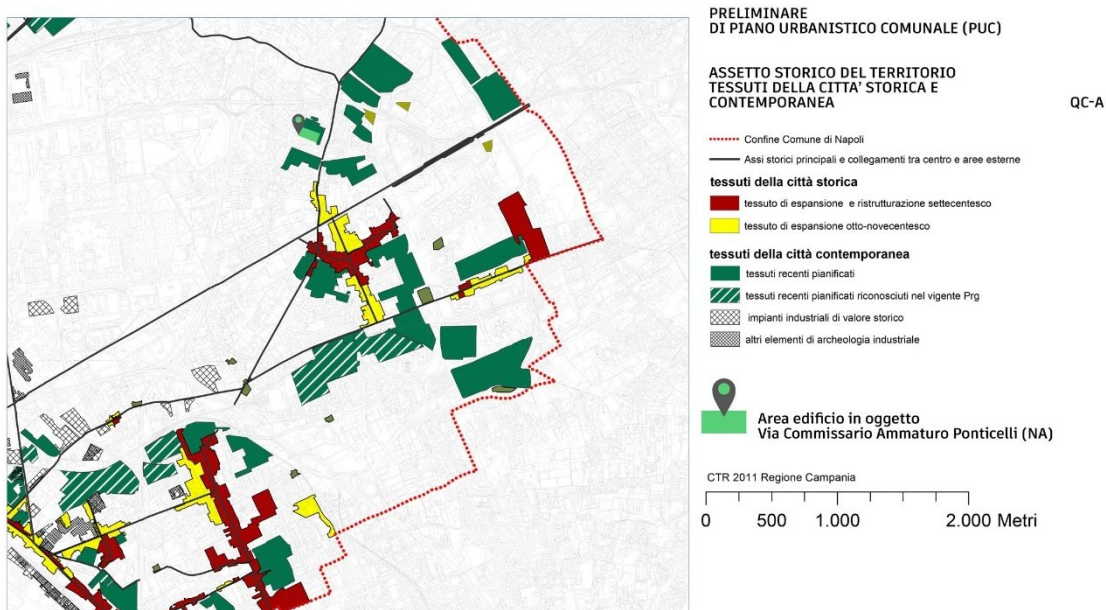 PRELIMINARE
DI PIANO URBANISTICO COMUNALE (PUC)
ASSETTO STORICO DEL TERRITORIO
TESSUTI DELLA CITTA' STORICA E
CONTEMPORANEA QC-A
Confine Comune di Napoli
Assi storici principali e collegamenti tra centro e aree esterne
tessuti della città storica
tessuto di espansione e ristrutturazione settecentesco
tessuto di espansione otto-novecentesco
tessuti della città contemporanea
tessuti recenti pianificati
tessuti recenti pianificati riconosciuti nel vigente Prg
impianti industriali di valore storico
altri elementi di archeologia industriale
Area edificio in oggetto
Via Commissario Ammaturo Ponticelli (NA)
CTR 2011 Regione Campania
0 500 1.000 2.000 Metri